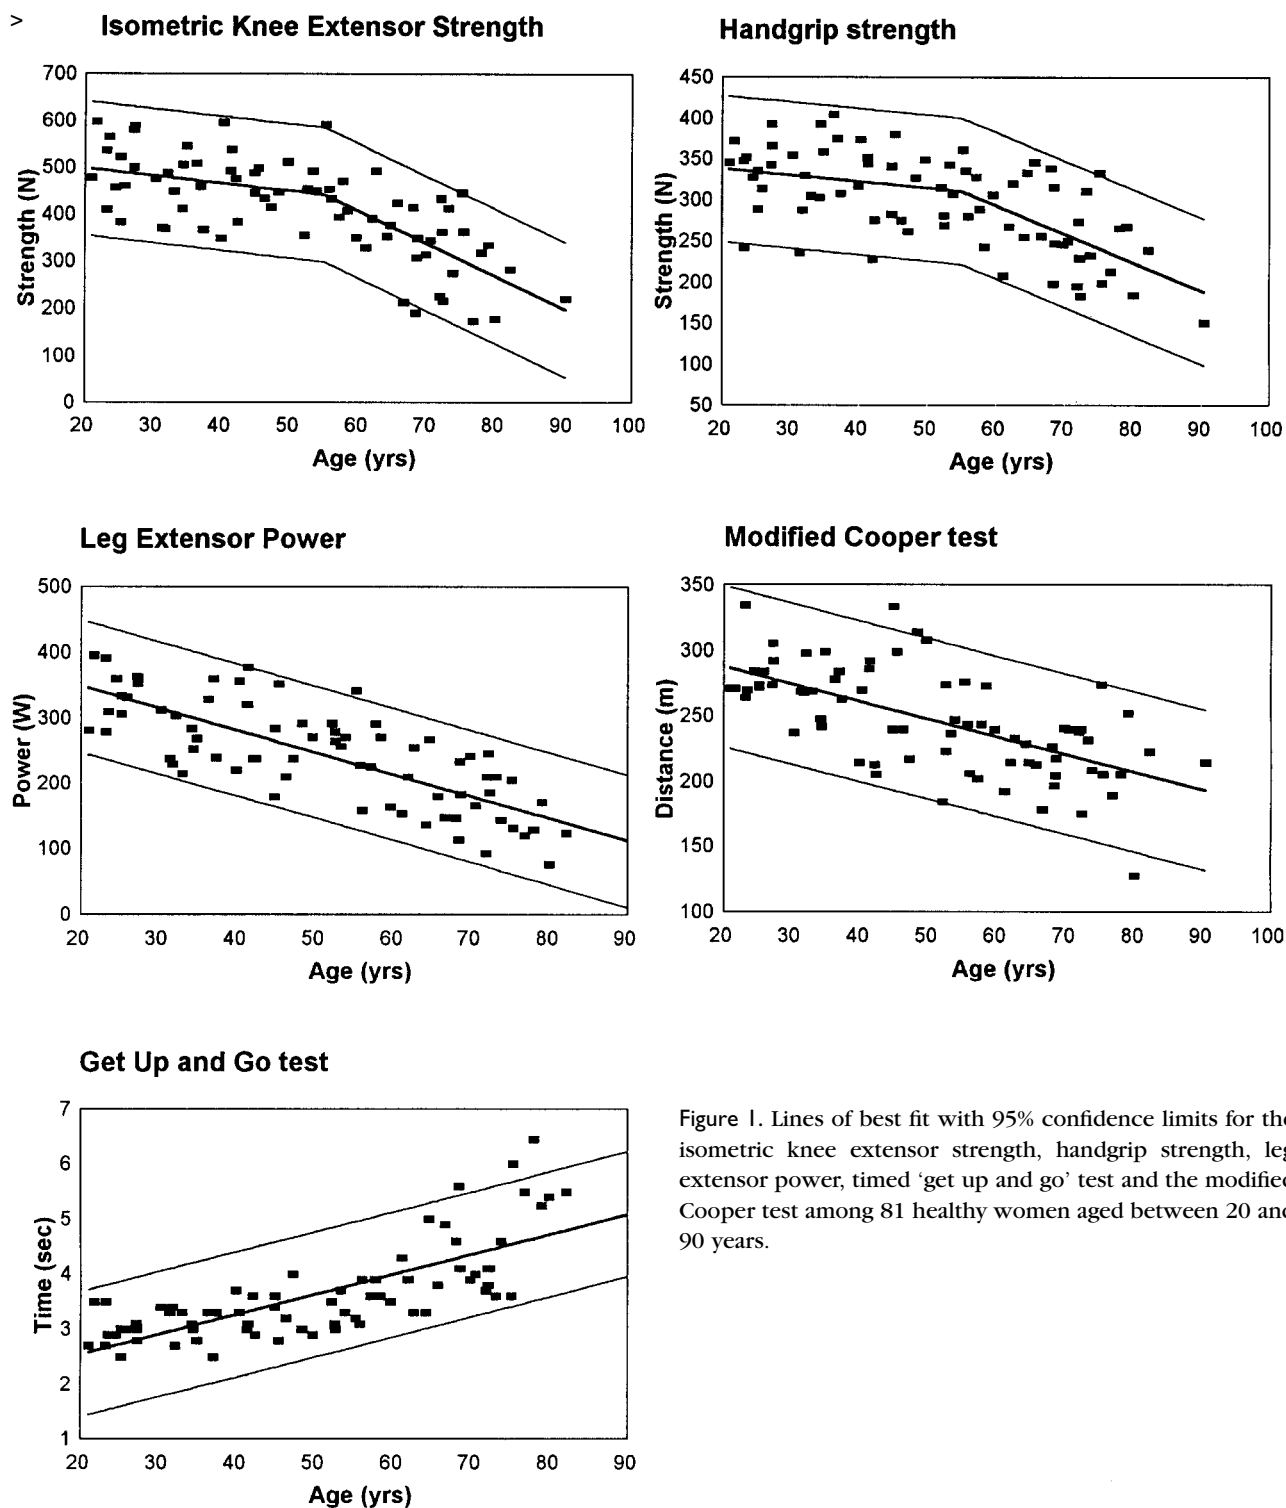 >
Isometric Knee Extensor Strength
700
600
500
400
300
200
100
0
Strength (N)
20 30 40 50 60 70 80 90 100
Age (yrs)
Handgrip strength
450
400
350
300
250
200
150
100
50
Strength (N)
20 30 40 50 60 70 80 90 100
Age (yrs)
Leg Extensor Power
500
400
300
200
100
0
Power (W)
20 30 40 50 60 70 80 90
Age (yrs)
Modified Cooper test
350
300
250
200
150
100
Distance (m)
20 30 40 50 60 70 80 90 100
Age (yrs)
Get Up and Go test
7
6
5
4
3
2
1
Time (sec)
20 30 40 50 60 70 80 90
Age (yrs)
Figure 1. Lines of best fit with 95% confidence limits for the
isometric knee extensor strength, handgrip strength, leg
extensor power, timed ‘get up and go’ test and the modified
Cooper test among 81 healthy women aged between 20 and
90 years.